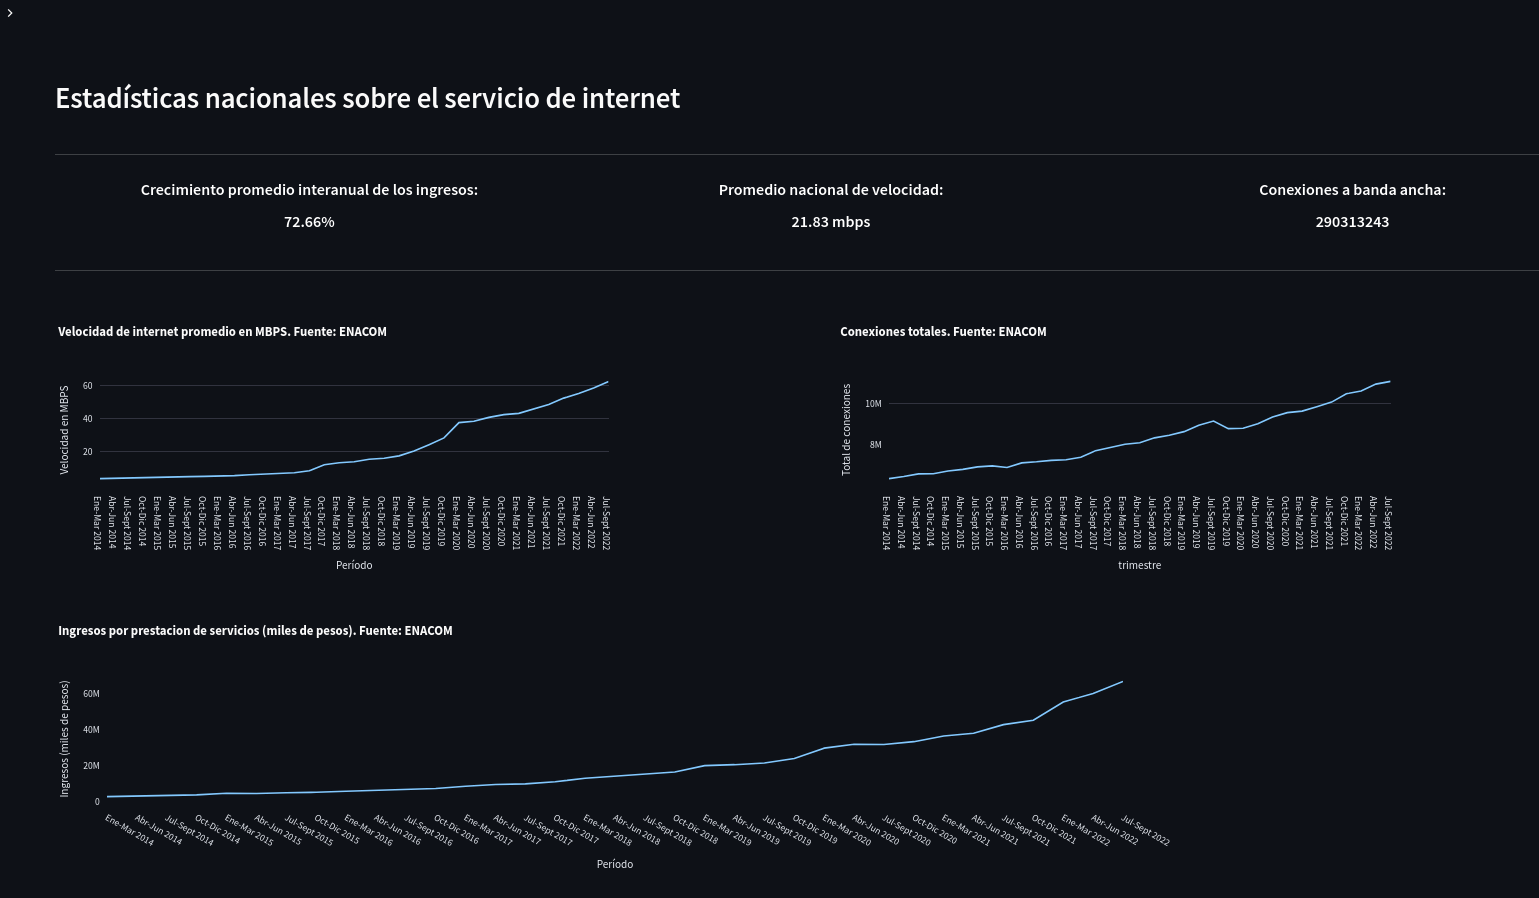 Estadísticas nacionales sobre el servicio de internet
Crecimiento promedio interanual de los ingresos:
72.66%
Promedio nacional de velocidad:
21.83 mbps
Conexiones a banda ancha:
290313243
Velocidad de internet promedio en MBPS. Fuente: ENACOM
Velocidad en MBPS
60
40
20
Ene-Mar 2014
Abr-Jun 2014
Jul-Sept 2014
Oct-Dic 2014
Ene-Mar 2015
Abr-Jun 2015
Jul-Sept 2015
Oct-Dic 2015
Ene-Mar 2016
Abr-Jun 2016
Jul-Sept 2016
Oct-Dic 2016
Ene-Mar 2017
Abr-Jun 2017
Jul-Sept 2017
Oct-Dic 2017
Ene-Mar 2018
Abr-Jun 2018
Jul-Sept 2018
Oct-Dic 2018
Ene-Mar 2019
Abr-Jun 2019
Jul-Sept 2019
Oct-Dic 2019
Ene-Mar 2020
Abr-Jun 2020
Jul-Sept 2020
Oct-Dic 2020
Ene-Mar 2021
Abr-Jun 2021
Jul-Sept 2021
Oct-Dic 2021
Ene-Mar 2022
Abr-Jun 2022
Jul-Sept 2022
Período
Conexiones totales. Fuente: ENACOM
Total de conexiones
10M
8M
Ene-Mar 2014
Abr-Jun 2014
Jul-Sept 2014
Oct-Dic 2014
Ene-Mar 2015
Abr-Jun 2015
Jul-Sept 2015
Oct-Dic 2015
Ene-Mar 2016
Abr-Jun 2016
Jul-Sept 2016
Oct-Dic 2016
Ene-Mar 2017
Abr-Jun 2017
Jul-Sept 2017
Oct-Dic 2017
Ene-Mar 2018
Abr-Jun 2018
Jul-Sept 2018
Oct-Dic 2018
Ene-Mar 2019
Abr-Jun 2019
Jul-Sept 2019
Oct-Dic 2019
Ene-Mar 2020
Abr-Jun 2020
Jul-Sept 2020
Oct-Dic 2020
Ene-Mar 2021
Abr-Jun 2021
Jul-Sept 2021
Oct-Dic 2021
Ene-Mar 2022
Abr-Jun 2022
Jul-Sept 2022
trimestre
Ingresos por prestacion de servicios (miles de pesos). Fuente: ENACOM
Ingresos (miles de pesos)
60M
40M
20M
0
Ene-Mar 2014
Abr-Jun 2014
Jul-Sept 2014
Oct-Dic 2014
Ene-Mar 2015
Abr-Jun 2015
Jul-Sept 2015
Oct-Dic 2015
Ene-Mar 2016
Abr-Jun 2016
Jul-Sept 2016
Oct-Dic 2016
Ene-Mar 2017
Abr-Jun 2017
Jul-Sept 2017
Oct-Dic 2017
Ene-Mar 2018
Abr-Jun 2018
Jul-Sept 2018
Oct-Dic 2018
Ene-Mar 2019
Abr-Jun 2019
Jul-Sept 2019
Oct-Dic 2019
Ene-Mar 2020
Abr-Jun 2020
Jul-Sept 2020
Oct-Dic 2020
Ene-Mar 2021
Abr-Jun 2021
Jul-Sept 2021
Oct-Dic 2021
Ene-Mar 2022
Abr-Jun 2022
Jul-Sept 2022
Período